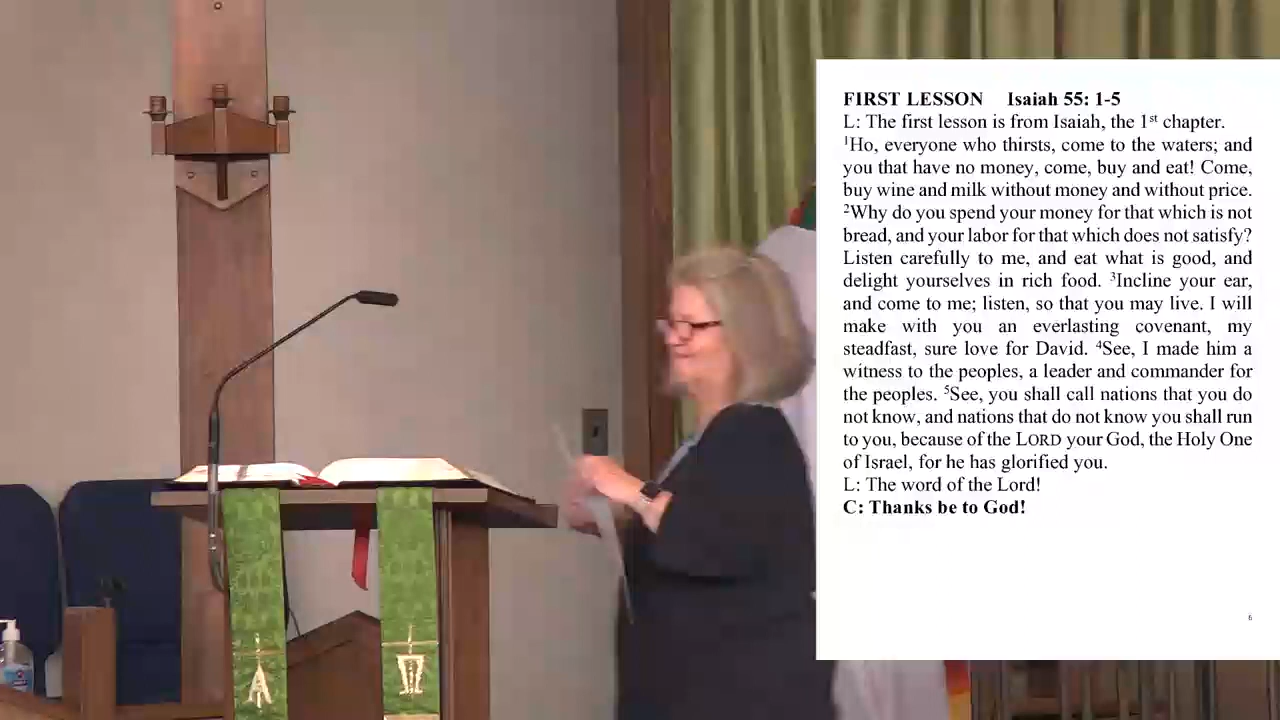 FIRST LESSON Isaiah 55: 1-5
L: The first lesson is from Isaiah, the 1st chapter.
1Ho, everyone who thirsts, come to the waters; and
you that have no money, come, buy and eat! Come,
buy wine and milk without money and without price.
2Why do you spend your money for that which is not
bread, and your labor for that which does not satisfy?
Listen carefully to me, and eat what is good, and
delight yourselves in rich food. 3Incline your ear,
and come to me; listen, so that you may live. I will
make with you an everlasting covenant, my
steadfast, sure love for David. 4See, I made him a
witness to the peoples, a leader and commander for
the peoples. 5See, you shall call nations that you do
not know, and nations that do not know you shall run
to you, because of the LORD your God, the Holy One
of Israel, for he has glorified you.
L: The word of the Lord!
C: Thanks be to God!
6